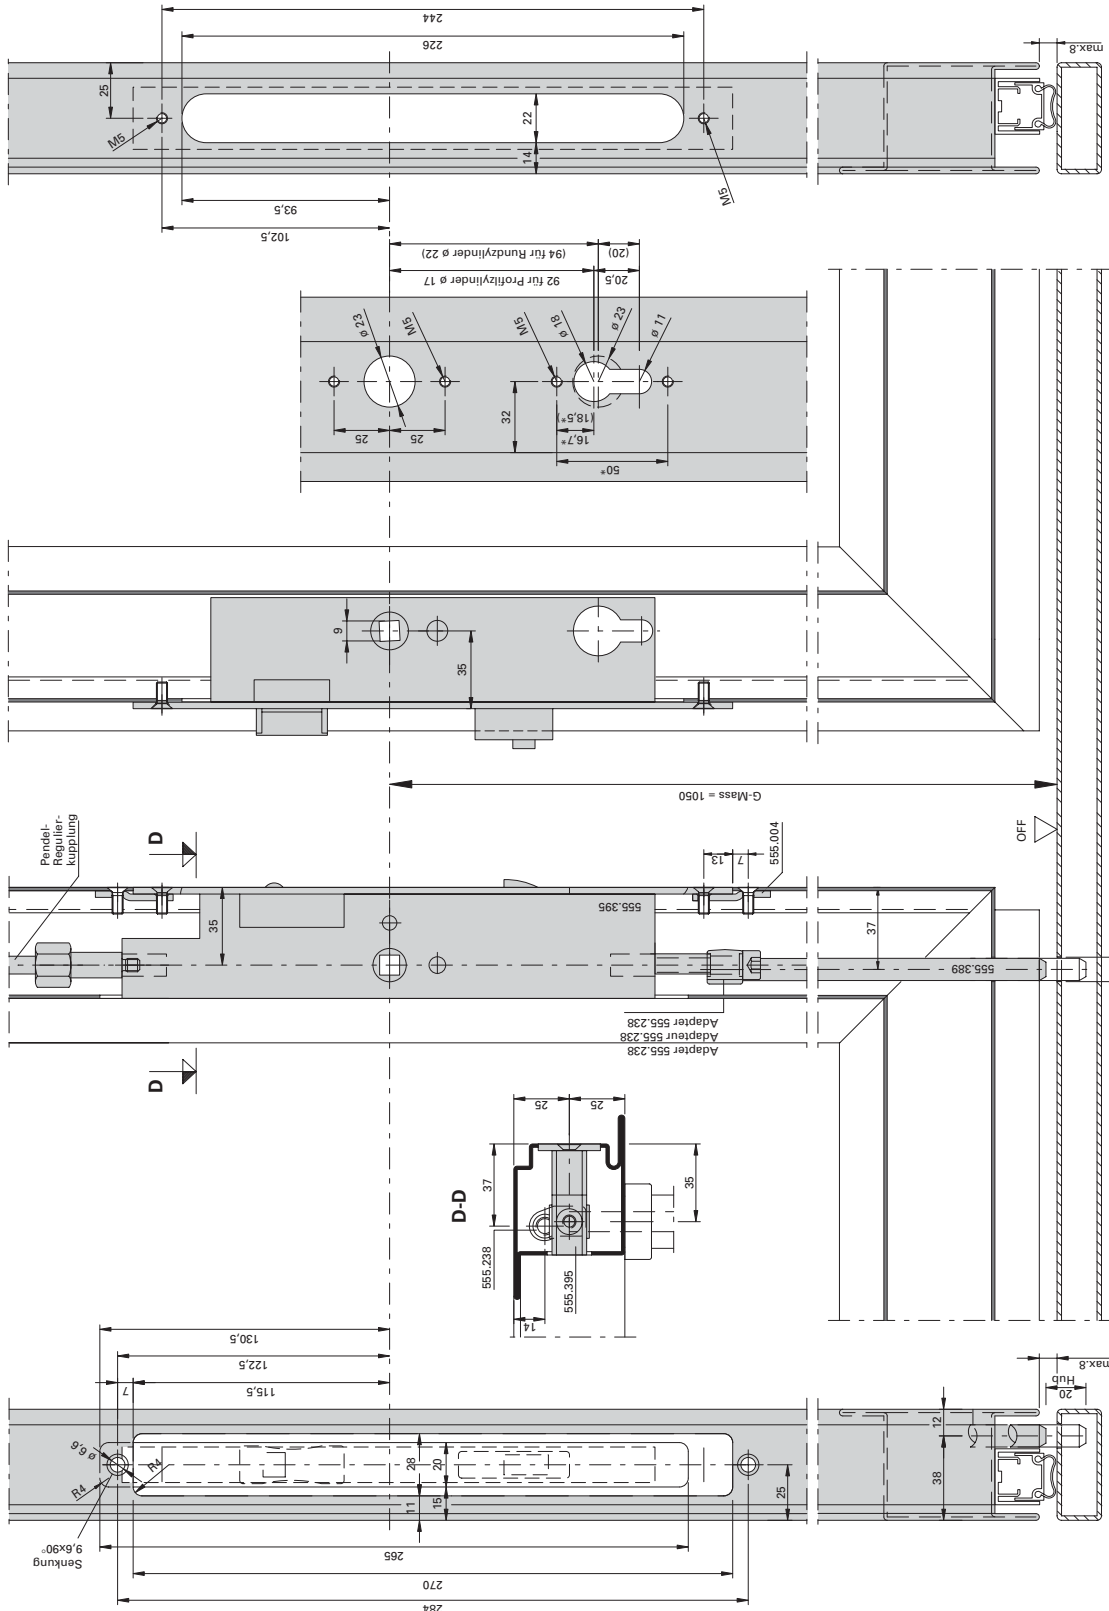 244
226
25
M5
22
14
M5
93,5
102,5
max.8
(94 für Rundzylinder ø 22)
(20)
92 für Profilzylinder ø 17
20,5
ø 23
M5
M5
ø 18
ø 23
ø 11
25
25
32
(18,5*)
16,7*
50*
9
35
G-Mass = 1050
OFF
Pendel-
Regulier-
kupplung
D
13
7
555.004
35
555.395
37
555.389
Adapter 555.238
Adapteur 555.238
Adapter 555.238
D
25
25
D-D
37
35
555.238
555.395
14
130,5
122,5
7
115,5
ø 6,6
R4
R4
28
20
11
15
25
Senkung
9,6x90°
265
270
284
max.8
20
Hub
12
38